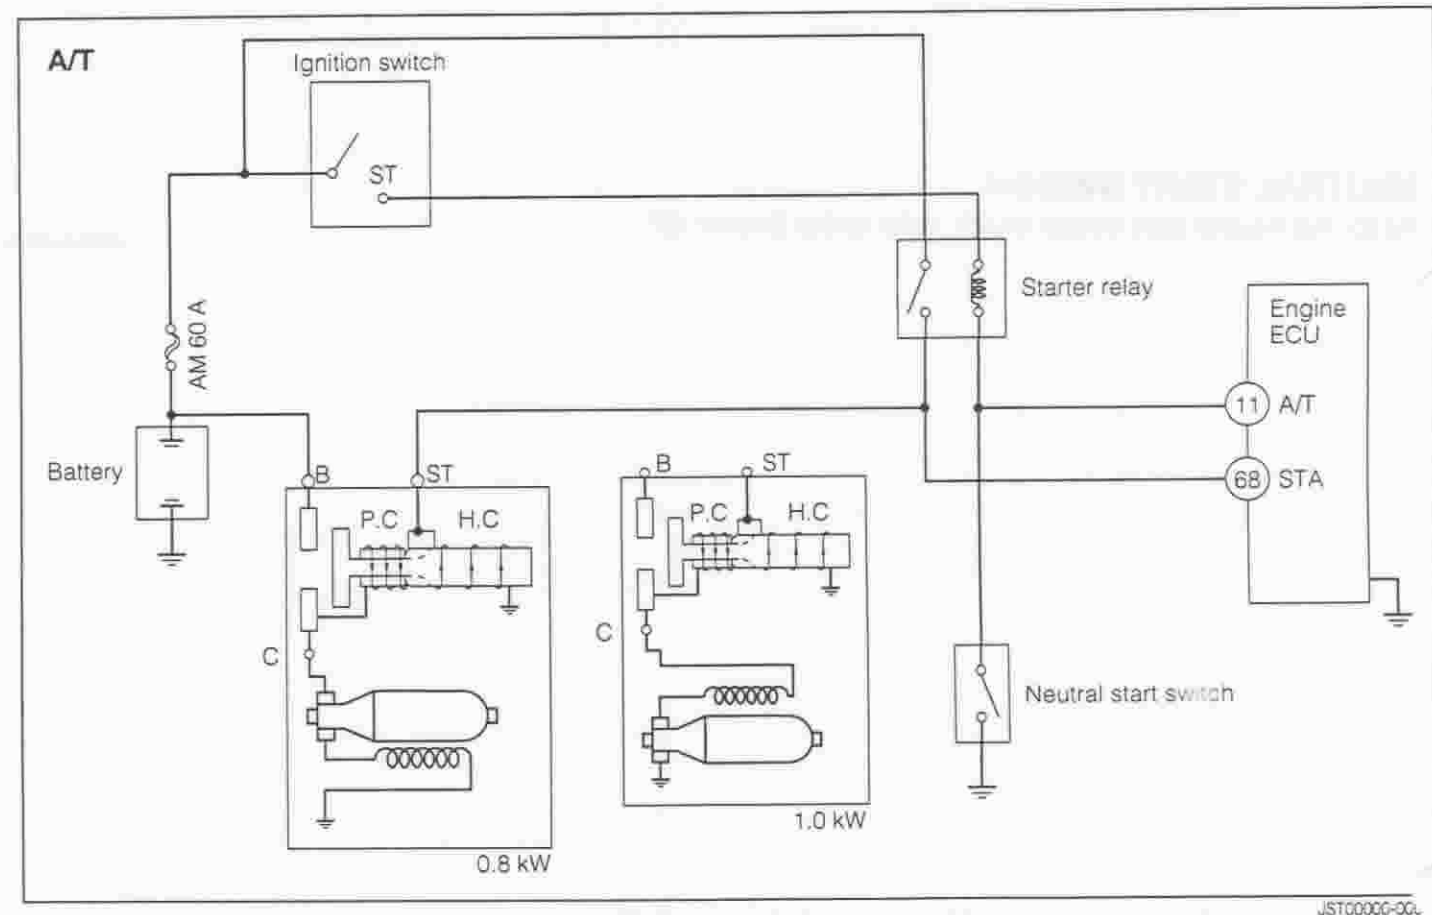 A/T
Ignition switch
ST
AM 60 A
Starter relay
Engine
ECU
11
A/T
68
STA
Battery
B
ST
P.C
H.C
C
0.8 kW
B
ST
P.C
H.C
C
1.0 kW
Neutral start switch